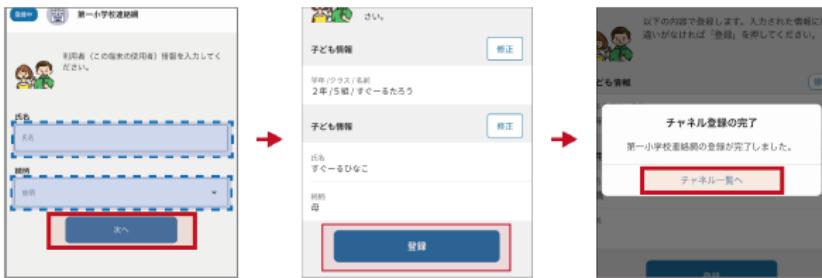 登録中
第一小学校連絡網
利用者(この端末の使用者)情報を入力してく
ださい。
氏名
氏名
続柄
続柄
次へ
さい。
子ども情報
修正
学年/クラス/名前
2年/5組/すぐーるたろう
子ども情報
修正
氏名
すぐーるひなこ
続柄
母
登録
以下の内容で登録します。入力された情報に
違いがなければ「登録」を押してください。
ども情報
チャネル登録の完了
第一小学校連絡網の登録が完了しました。
チャネル一覧へ
登録